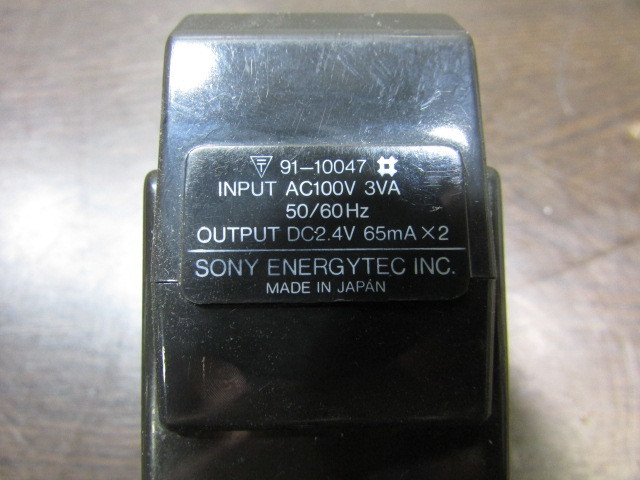 91-10047
INPUT AC100V 3VA
50/60Hz
OUTPUT DC2.4V 65mA×2
SONY ENERGYTEC INC.
MADE IN JAPAN